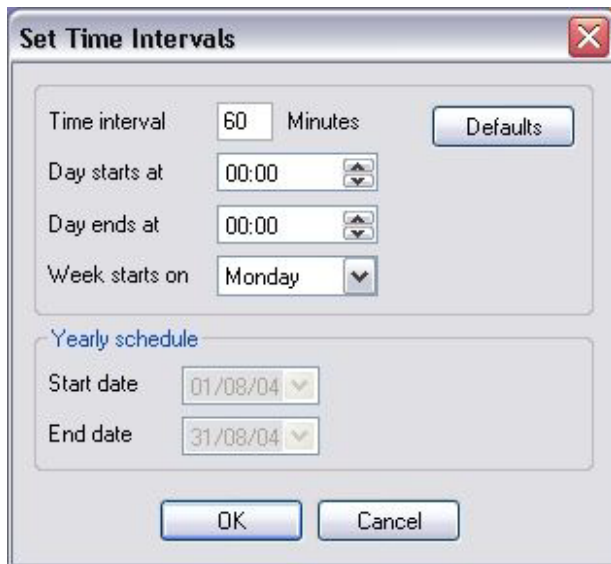 Set Time Intervals
Time interval 60 Minutes Defaults
Day starts at 00:00
Day ends at 00:00
Week starts on Monday
Yearly schedule
Start date 01/08/04
End date 31/08/04
OK Cancel